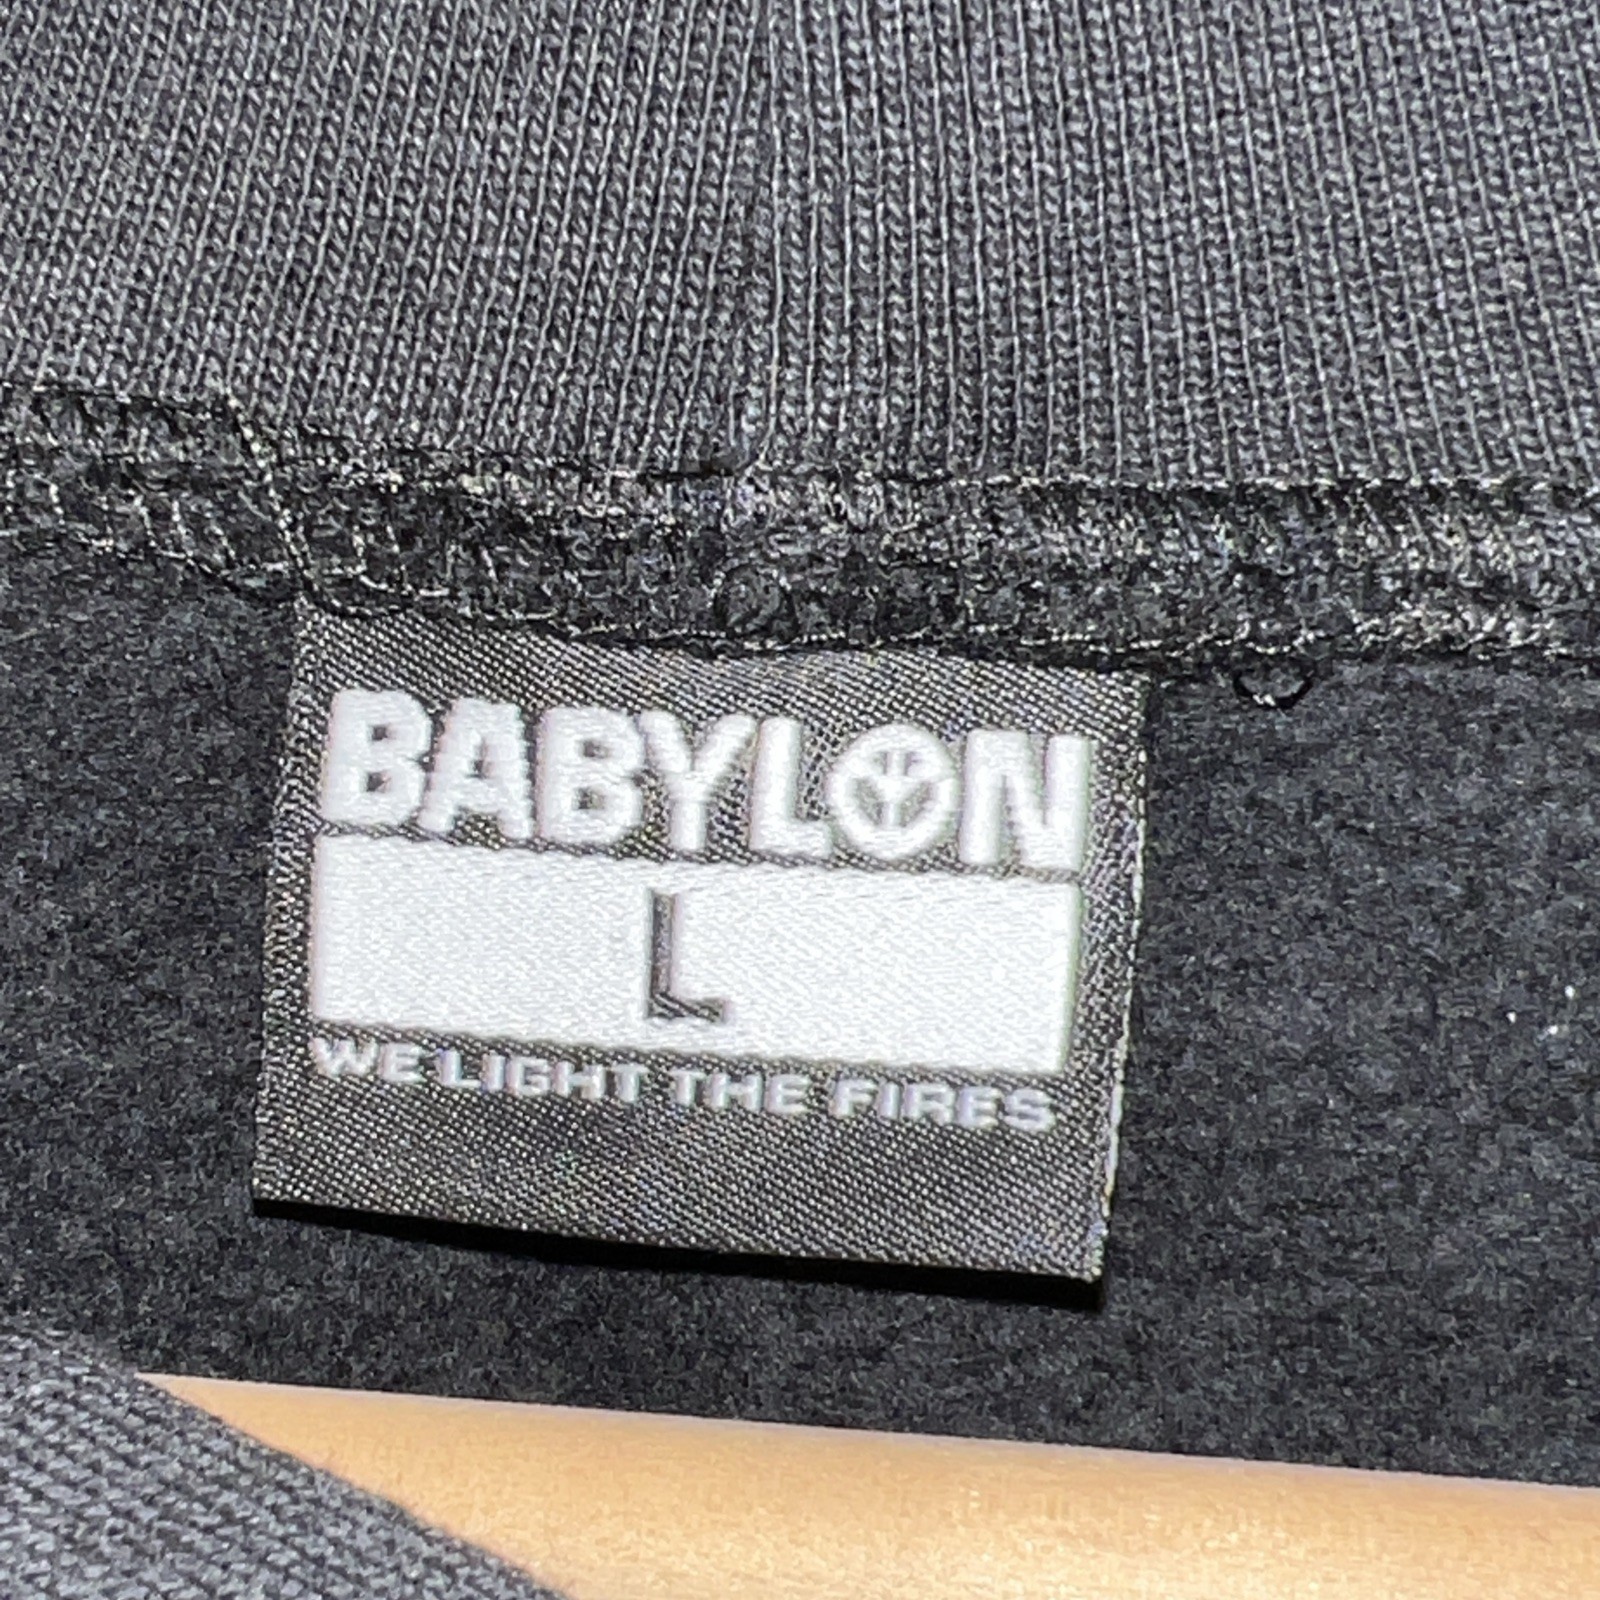 BABYLON
L
WE LIGHT THE FIRES